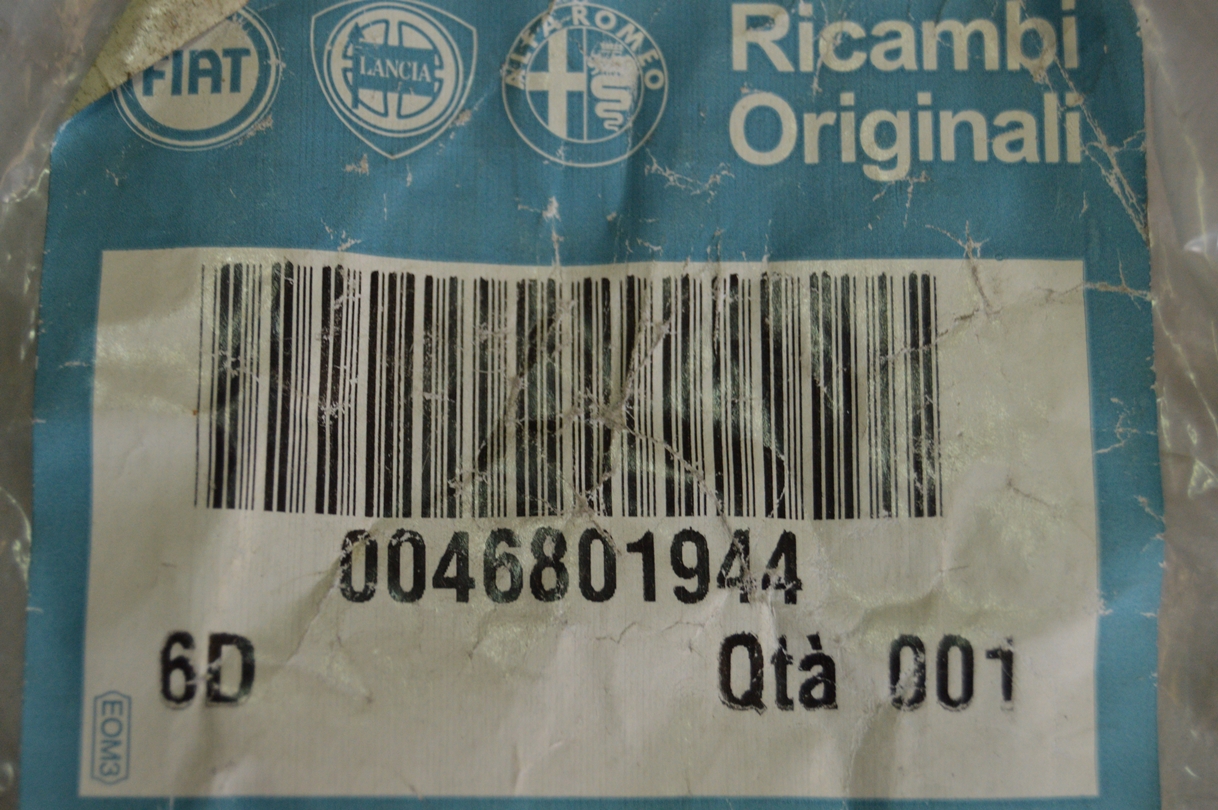 FIAT
LANCIA
ALFA-ROMEO
Ricambi
Originali
0046801944
6D
Qtà 001
EOM3